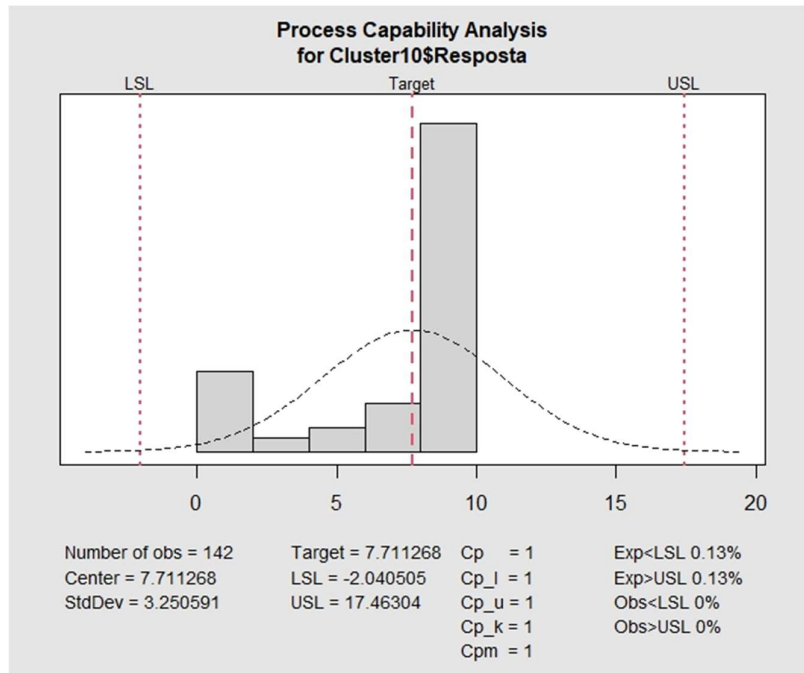 Process Capability Analysis
for Cluster10$Resposta
LSL Target USL
0 5 10 15 20
Number of obs = 142 Target = 7.711268 Cp = 1 Exp<LSL 0.13%
Center = 7.711268 LSL = -2.040505 Cp_l = 1 Exp>USL 0.13%
StdDev = 3.250591 USL = 17.46304 Cp_u = 1 Obs<LSL 0%
Cp_k = 1 Obs>USL 0%
Cpm = 1